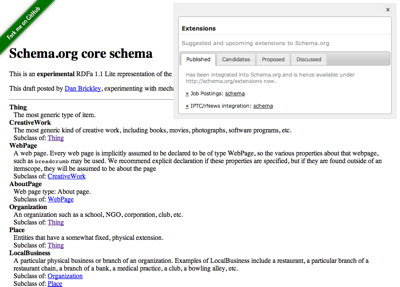 Fork me on GitHub
Schema.org core schema
This is an experimental RDFa 1.1 Lite representation of the
This draft posted by Dan Brickley, experimenting with mecha
x
Extensions
Suggested and upcoming extensions to Schema.org
Published Candidates Proposed Discussed
Has been integrated into Schema.org and is hence available under
http://schema.org/extensions now.
Job Postings: schema
IPTC/rNews integration: schema
Thing
The most generic type of item.
CreativeWork
The most generic kind of creative work, including books, movies, photographs, software programs, etc.
Subclass of: Thing
WebPage
A web page. Every web page is implicitly assumed to be declared to be of type WebPage, so the various properties about that webpage,
such as breadcrumb may be used. We recommend explicit declaration if these properties are specified, but if they are found outside of an
itemscope, they will be assumed to be about the page
Subclass of: CreativeWork
AboutPage
Web page type: About page.
Subclass of: WebPage
Organization
An organization such as a school, NGO, corporation, club, etc.
Subclass of: Thing
Place
Entities that have a somewhat fixed, physical extension.
Subclass of: Thing
LocalBusiness
A particular physical business or branch of an organization. Examples of LocalBusiness include a restaurant, a particular branch of a
restaurant chain, a branch of a bank, a medical practice, a club, a bowling alley, etc.
Subclass of: Organization
Subclass of: Place